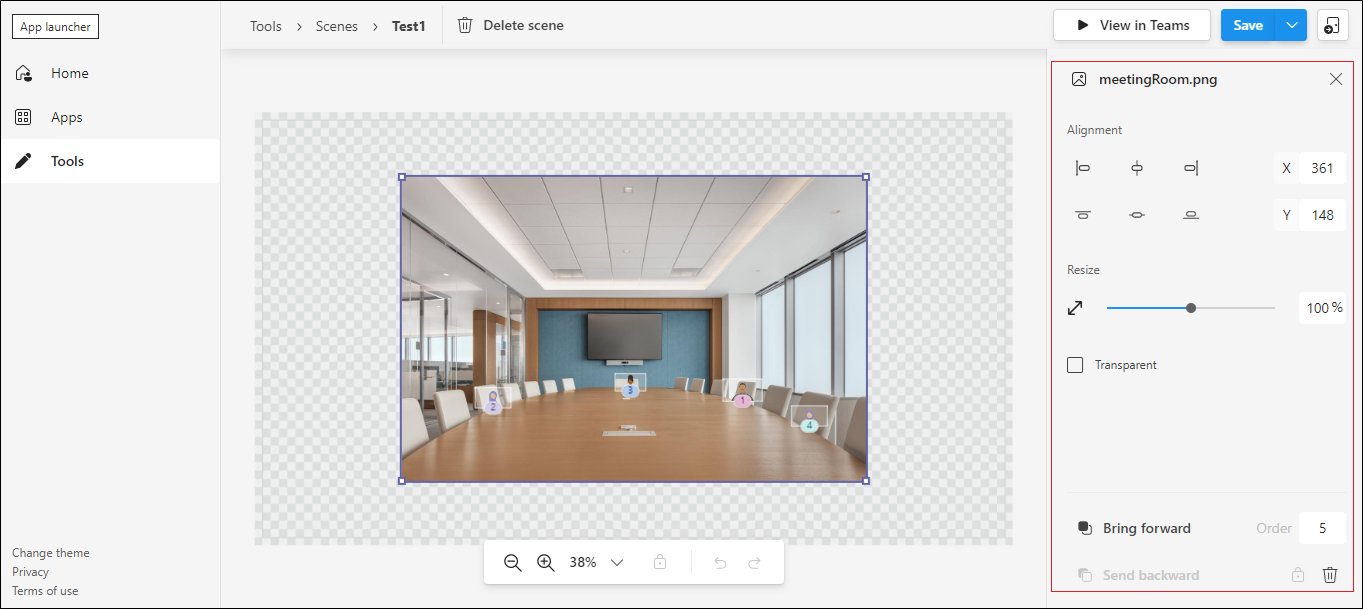 App launcher
Home
Apps
Tools
Change theme
Privacy
Terms of use
Tools > Scenes > Test1
Delete scene
View in Teams
Save
meetingRoom.png
Alignment
X 361
Y 148
Resize
100 %
Transparent
Bring forward
Order 5
Send backward
3
2
1
4
38%